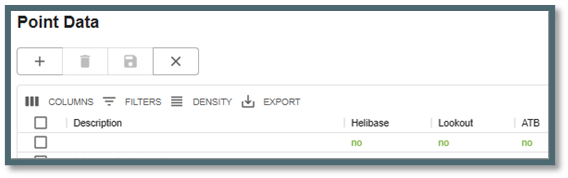 Point Data
COLUMNS FILTERS DENSITY EXPORT
Description Helibase Lookout ATB
no no no